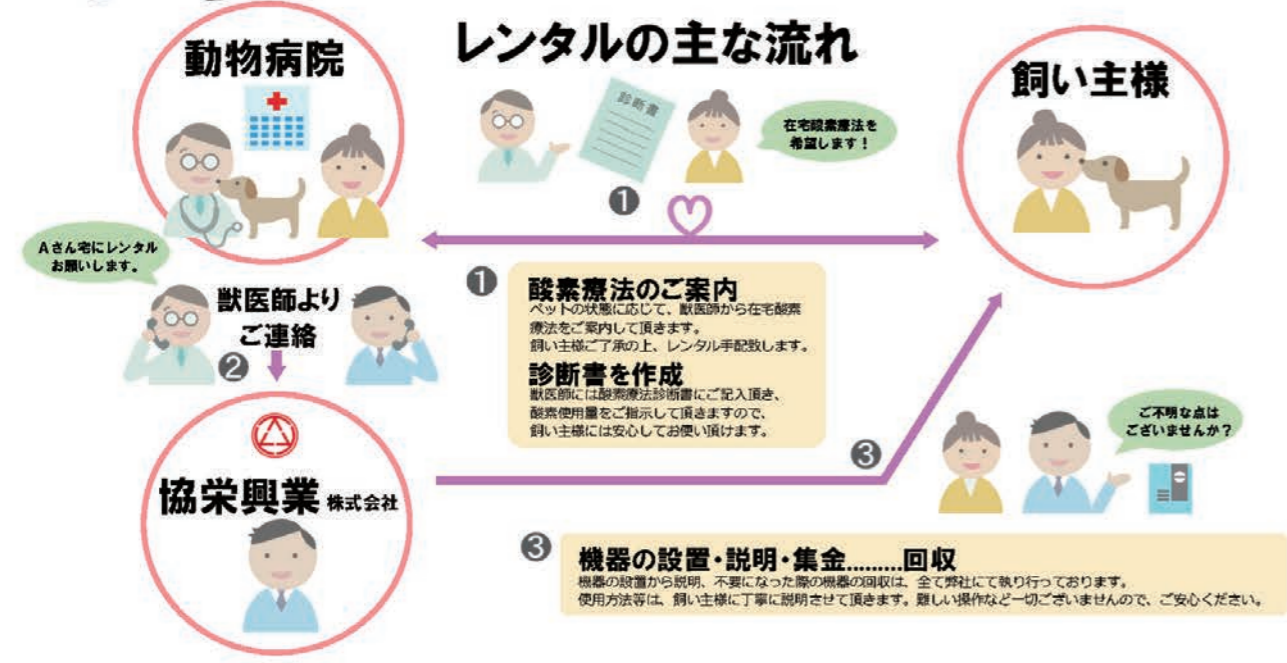 レンタルの主な流れ
動物病院
飼い主様
診断書
在宅酸素療法を
希望します！
❶
Aさん宅にレンタル
お願いします。
獣医師より
ご連絡
❷
❶
酸素療法のご案内
ペットの状態に応じて、獣医師から在宅酸素
療法をご案内して頂きます。
飼い主様ご了承の上、レンタル手配致します。
診断書を作成
獣医師には酸素療法診断書にご記入頂き、
酸素使用量をご指示して頂きますので、
飼い主様には安心してお使い頂けます。
協栄興業 株式会社
❸
ご不明な点は
ございませんか？
❸
機器の設置・説明・集金………回収
機器の設置から説明、不要になった際の機器の回収は、全て弊社にて執り行っております。
使用方法等は、飼い主様に丁寧に説明させて頂きます。難しい操作など一切ございませんので、ご安心ください。